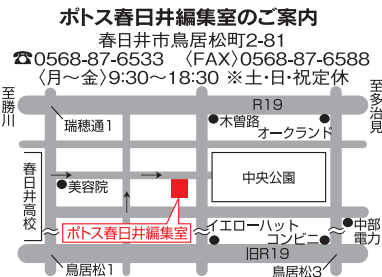 ポトス春日井編集室のご案内
春日井市鳥居松町2-81
☎0568-87-6533 〈FAX〉0568-87-6588
〈月～金〉9:30～18:30 ※土・日・祝定休
至勝川
至多治見
R19
瑞穂通1
木曽路
オークランド
春日井高校
美容院
中央公園
ポトス春日井編集室
イエローハット
コンビニ
中部電力
旧R19
鳥居松1
鳥居松3